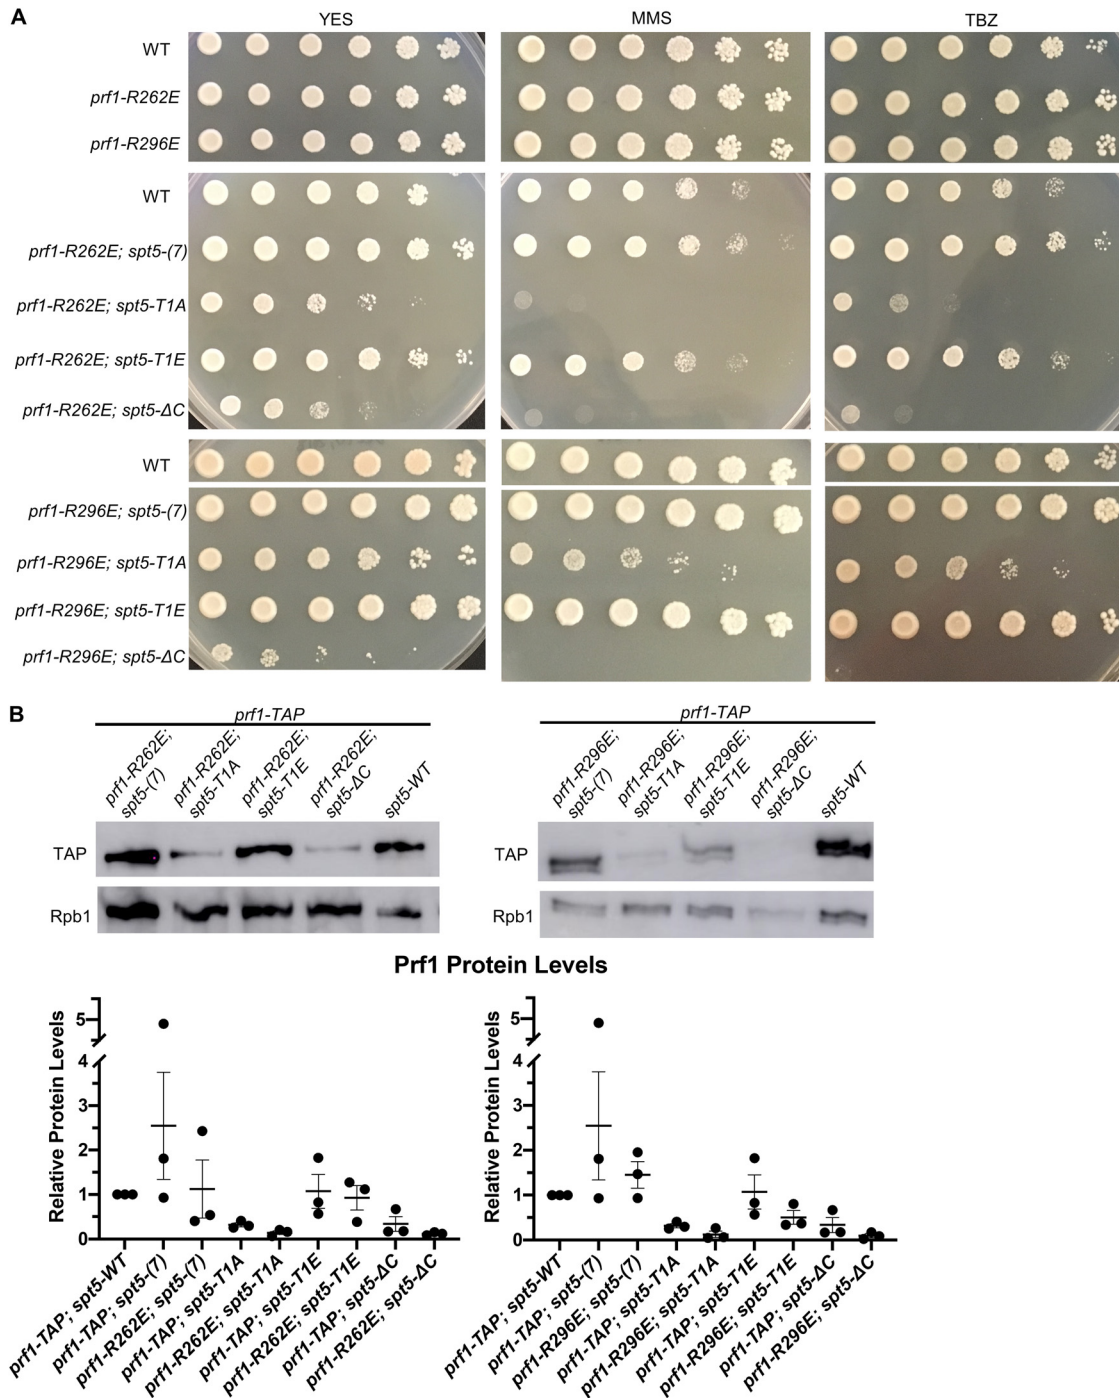 A
YES MMS TBZ
WT
prf1-R262E
prf1-R296E
WT
prf1-R262E; spt5-(7)
prf1-R262E; spt5-T1A
prf1-R262E; spt5-T1E
prf1-R262E; spt5-ΔC
WT
prf1-R296E; spt5-(7)
prf1-R296E; spt5-T1A
prf1-R296E; spt5-T1E
prf1-R296E; spt5-ΔC
B
prf1-TAP
prf1-R262E;
spt5-(7)
prf1-R262E;
spt5-T1A
prf1-R262E;
spt5-T1E
prf1-R262E;
spt5-ΔC
spt5-WT
TAP
Rpb1
prf1-TAP
prf1-R296E;
spt5-(7)
prf1-R296E;
spt5-T1A
prf1-R296E;
spt5-T1E
prf1-R296E;
spt5-ΔC
spt5-WT
TAP
Rpb1
Prf1 Protein Levels
Relative Protein Levels
5
4
3
2
1
0
prf1-TAP; spt5-WT
prf1-TAP; spt5-(7)
prf1-R262E; spt5-(7)
prf1-TAP; spt5-T1A
prf1-R262E; spt5-T1A
prf1-TAP; spt5-T1E
prf1-R262E; spt5-T1E
prf1-TAP; spt5-ΔC
prf1-R262E; spt5-ΔC
Relative Protein Levels
5
4
3
2
1
0
prf1-TAP; spt5-WT
prf1-TAP; spt5-(7)
prf1-R296E; spt5-(7)
prf1-TAP; spt5-T1A
prf1-R296E; spt5-T1A
prf1-TAP; spt5-T1E
prf1-R296E; spt5-T1E
prf1-TAP; spt5-ΔC
prf1-R296E; spt5-ΔC